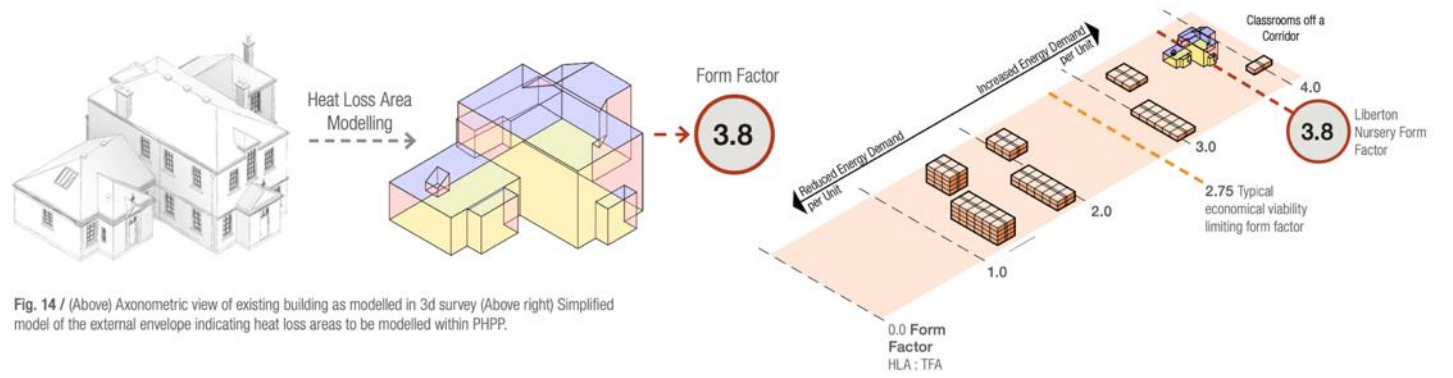 Heat Loss Area
Modelling
Form Factor
3.8
Fig. 14 / (Above) Axonometric view of existing building as modelled in 3d survey (Above right) Simplified
model of the external envelope indicating heat loss areas to be modelled within PHPP.
Increased Energy Demand
per Unit
Reduced Energy Demand
per Unit
Classrooms off a
Corridor
4.0
3.8
Liberton
Nursery Form
Factor
3.0
2.75 Typical
economical viability
limiting form factor
2.0
1.0
0.0 Form
Factor
HLA : TFA